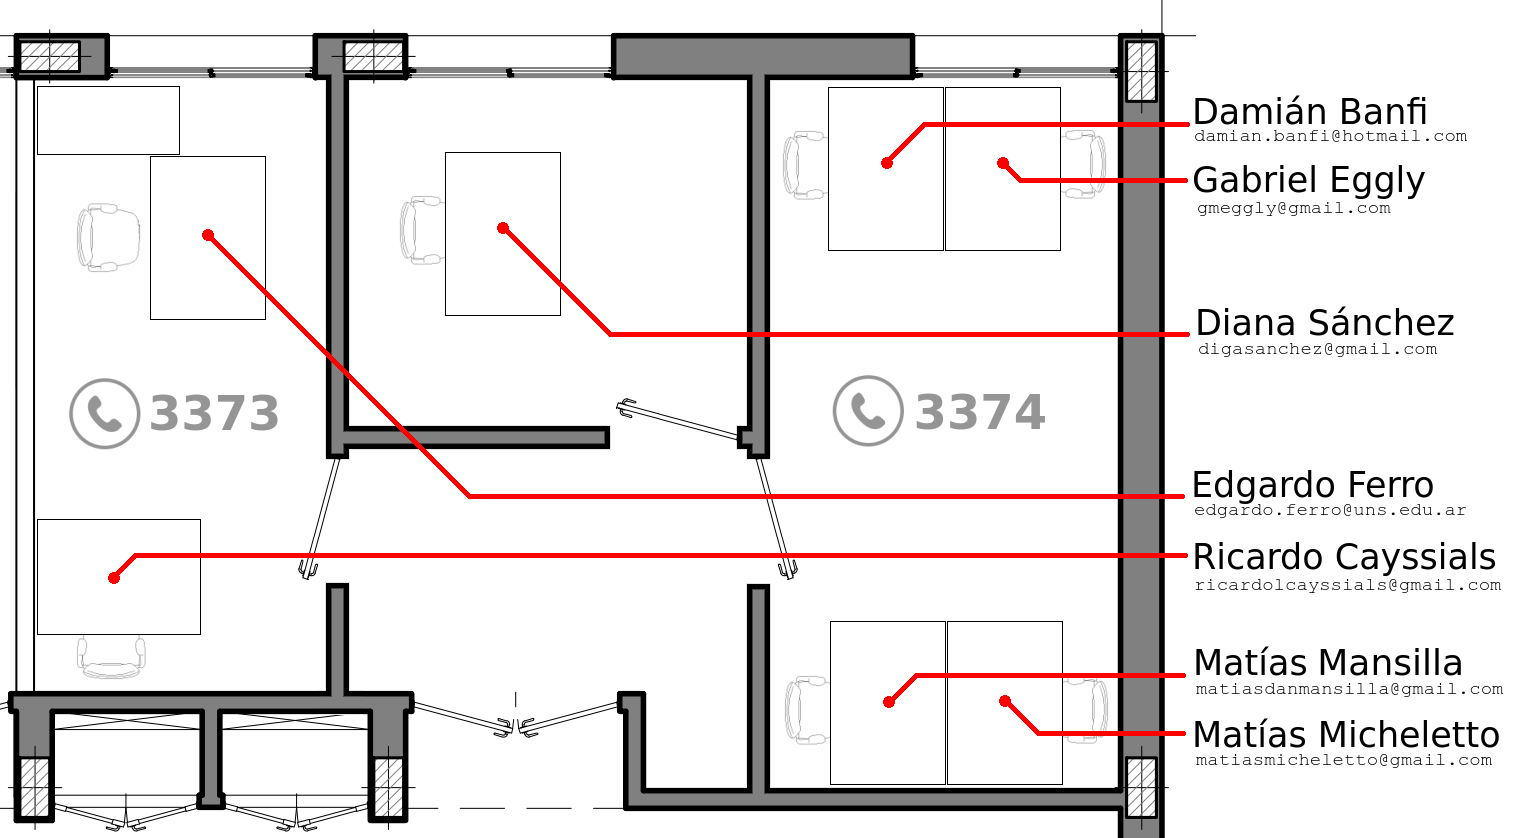 Damián Banfi
damian.banfi@hotmail.com
Gabriel Eggly
gmeggly@gmail.com
Diana Sánchez
digasanchez@gmail.com
3373
3374
Edgardo Ferro
edgardo.ferro@uns.edu.ar
Ricardo Cayssials
ricardolcayssials@gmail.com
Matías Mansilla
matiasdanmansilla@gmail.com
Matías Micheletto
matiasmicheletto@gmail.com